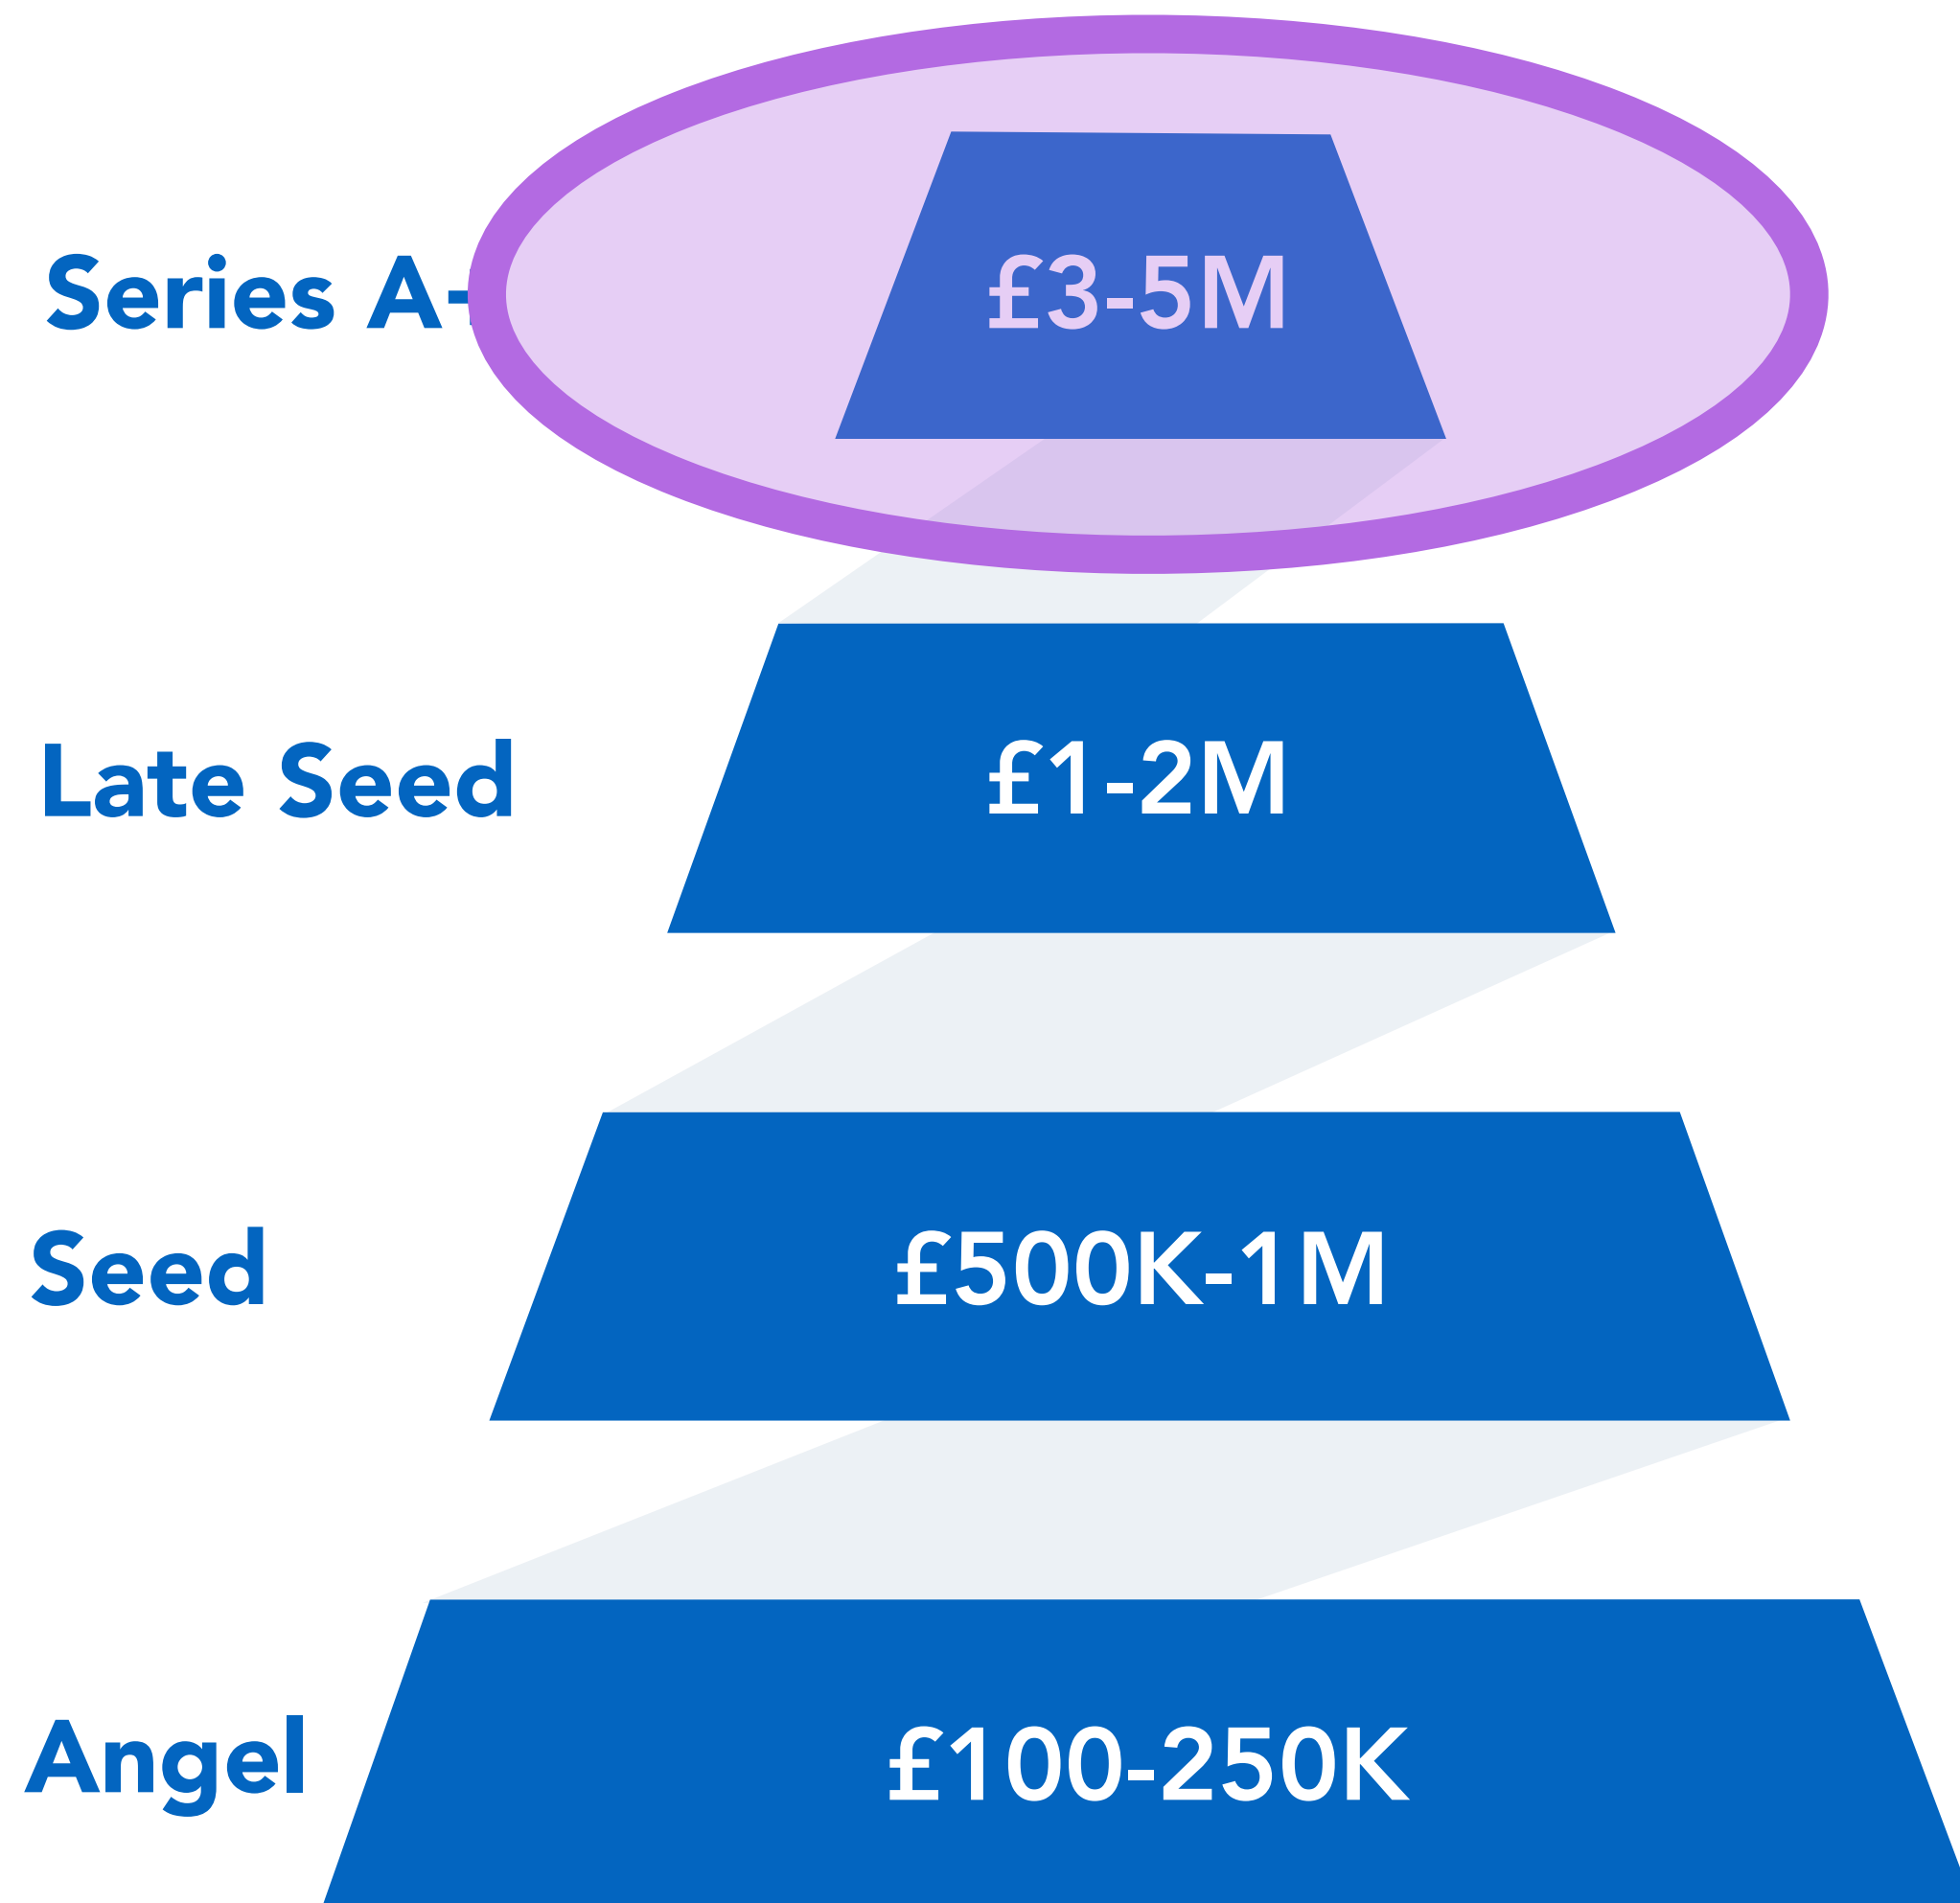 Series A-
£3-5M
Late Seed
£1-2M
Seed
£500K-1M
Angel
£100-250K